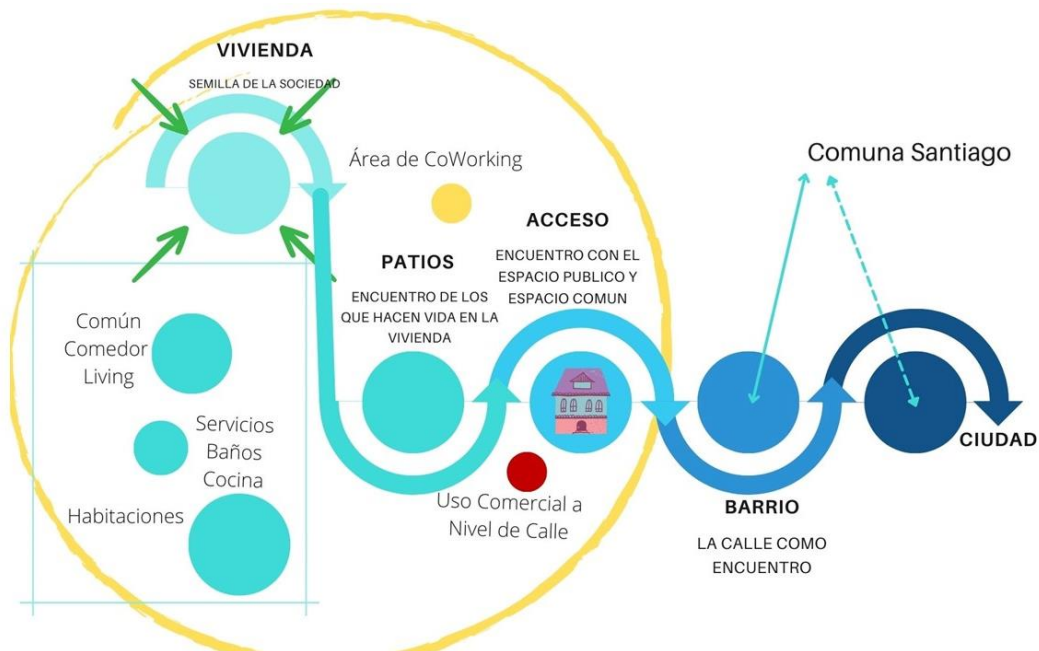 VIVIENDA
SEMILLA DE LA SOCIEDAD
Área de CoWorking
Comuna Santiago
ACCESO
ENCUENTRO CON EL
ESPACIO PUBLICO Y
ESPACIO COMUN
PATIOS
ENCUENTRO DE LOS
QUE HACEN VIDA EN LA
VIVIENDA
Común
Comedor
Living
Servicios
Baños
Cocina
Habitaciones
Uso Comercial a
Nivel de Calle
BARRIO
LA CALLE COMO
ENCUENTRO
CIUDAD